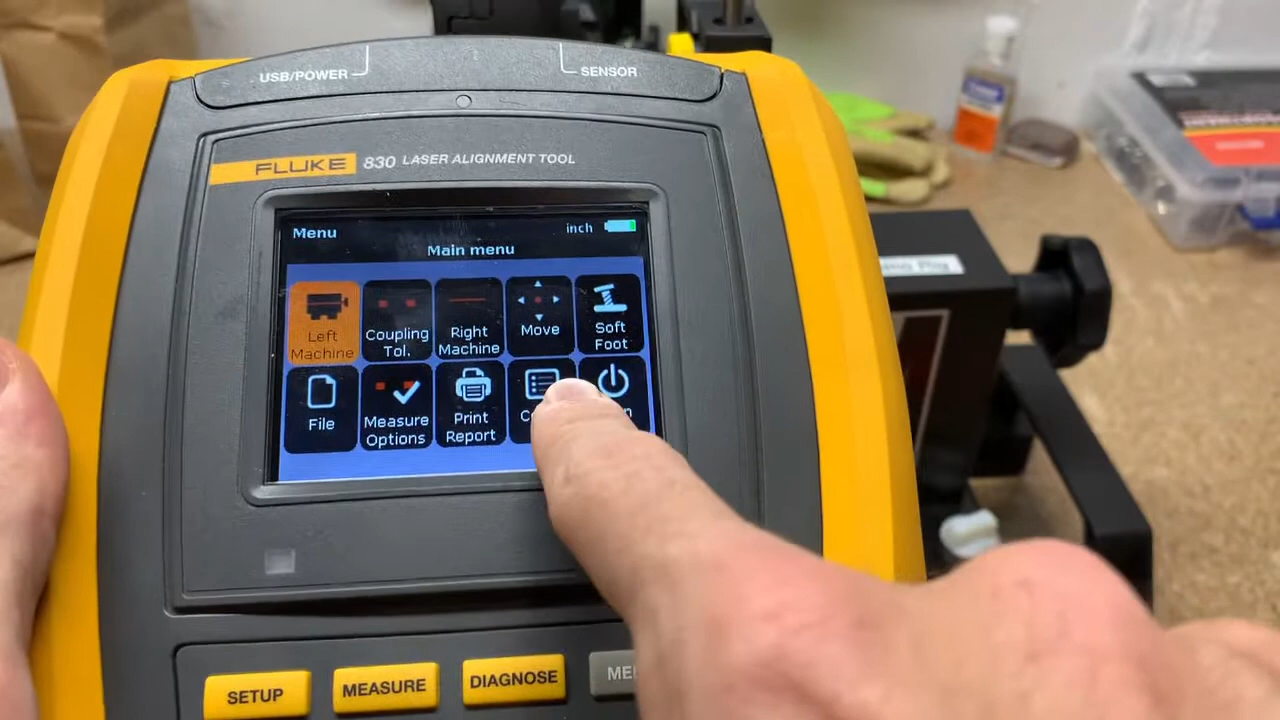 USB/POWER
SENSOR
FLUKE 830 LASER ALIGNMENT TOOL
Menu
inch
Main menu
Left
Machine
Coupling
Tol.
Right
Machine
Move
Soft
Foot
File
Measure
Options
Print
Report
SETUP
MEASURE
DIAGNOSE